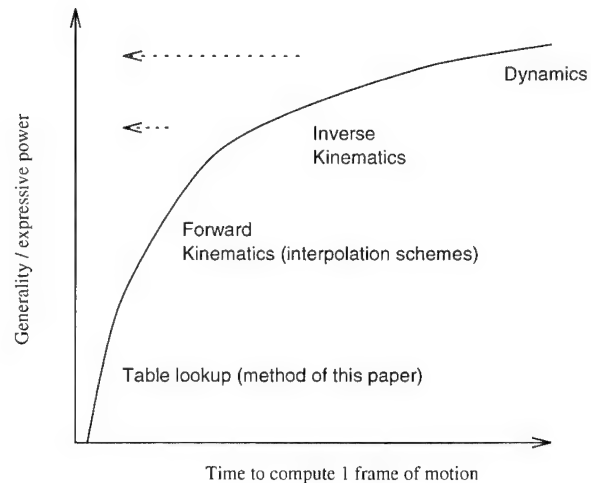 Generality / expressive power
Dynamics
Inverse
Kinematics
Forward
Kinematics (interpolation schemes)
Table lookup (method of this paper)
Time to compute 1 frame of motion